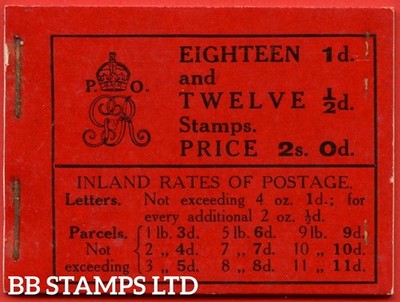 EIGHTEEN 1d.
and
P. O.
TWELVE ½d.
Stamps.
PRICE 2s. 0d.
INLAND RATES OF POSTAGE.
Letters. Not exceeding 4 oz. 1d.; for
every additional 2 oz. ½d.
Parcels. 1 lb. 3d. 5 lb. 6d. 9 lb. 9d.
Not 2 „ 4d. 7 „ 7d. 10 „ 10d.
exceeding 3 „ 5d. 8 „ 8d. 11 „ 11d.
BB STAMPS LTD